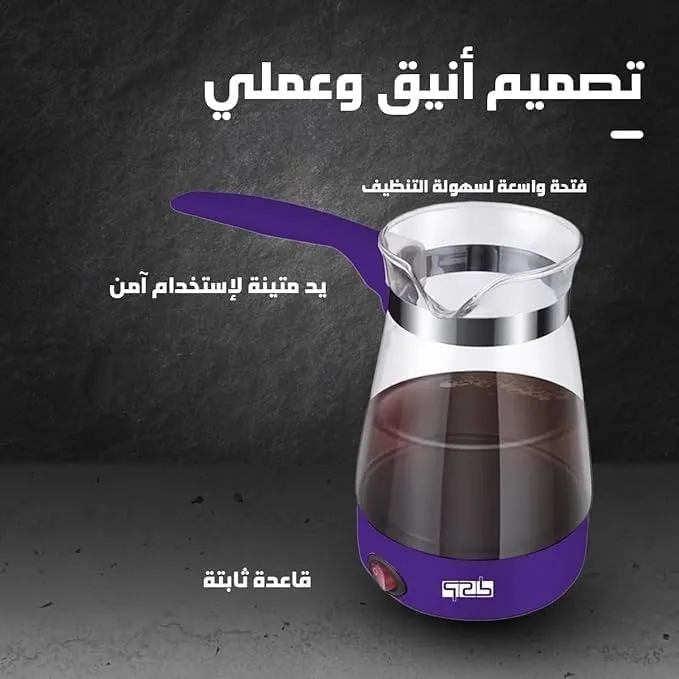 تصميم أنيق وعملي
فتحة واسعة لسهولة التنظيف
يد متينة لإستخدام آمن
قاعدة ثابتة